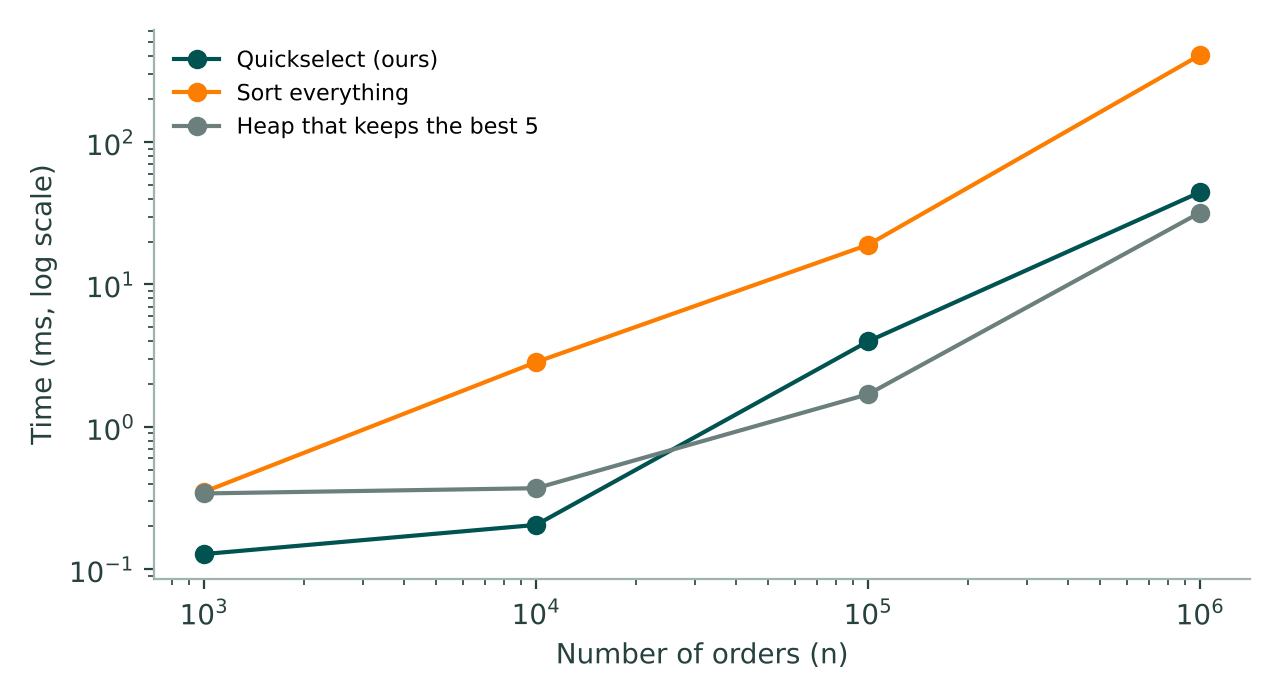 Quickselect (ours)
Sort everything
Heap that keeps the best 5
Time (ms, log scale)
10²
10¹
10⁰
10⁻¹
10³
10⁴
10⁵
10⁶
Number of orders (n)